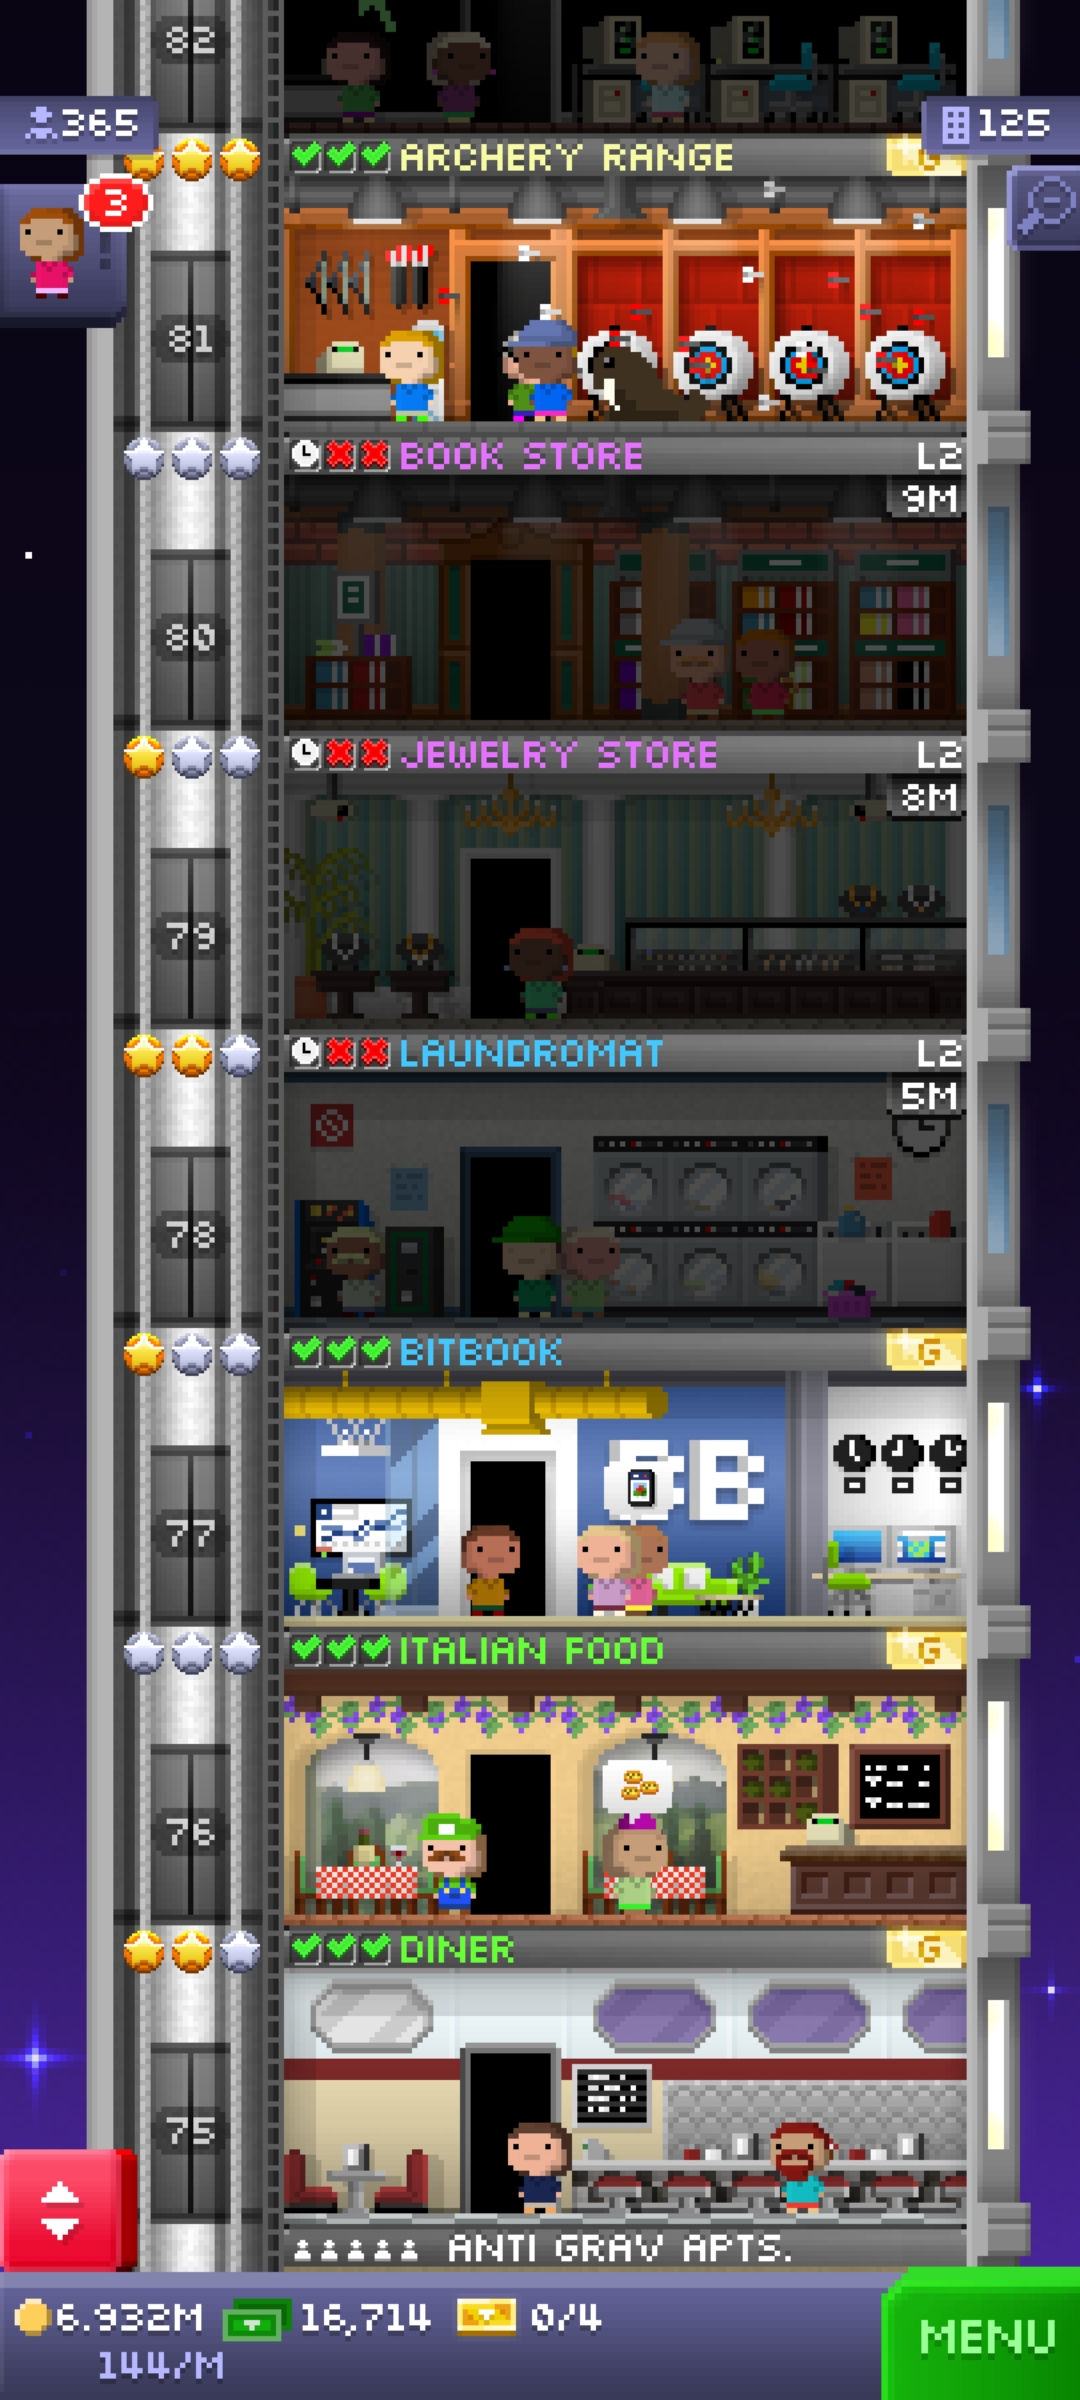 82
365
125
ARCHERY RANGE
G
3
81
BOOK STORE
L2
9M
80
JEWELRY STORE
L2
8M
79
LAUNDROMAT
L2
5M
78
BITBOOK
G
B
77
ITALIAN FOOD
G
76
DINER
G
75
ANTI GRAV APTS.
6.932M
16,714
0/4
MENU
144/M